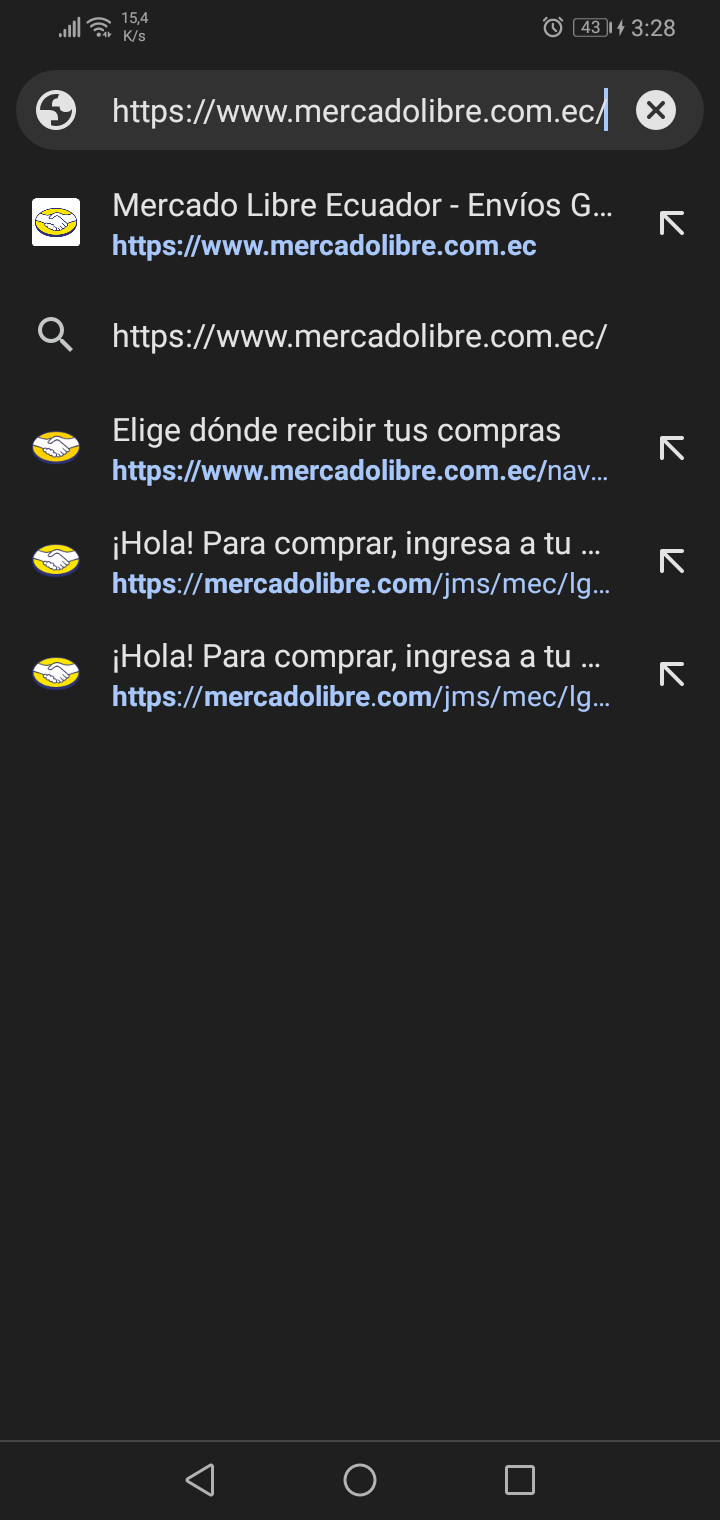 15,4
K/s
43
3:28
https://www.mercadolibre.com.ec/
Mercado Libre Ecuador - Envíos G...
https://www.mercadolibre.com.ec
https://www.mercadolibre.com.ec/
Elige dónde recibir tus compras
https://www.mercadolibre.com.ec/nav...
¡Hola! Para comprar, ingresa a tu ...
https://mercadolibre.com/jms/mec/lg...
¡Hola! Para comprar, ingresa a tu ...
https://mercadolibre.com/jms/mec/lg...